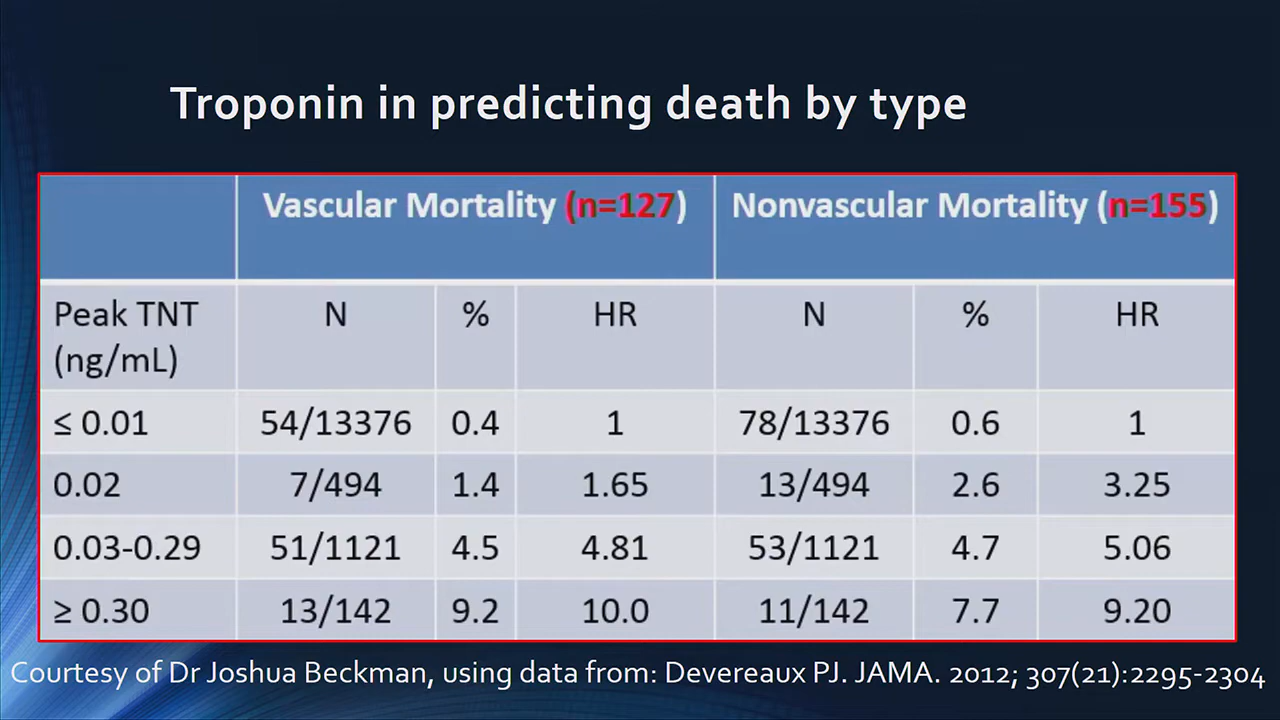 Troponin in predicting death by type
Vascular Mortality (n=127) Nonvascular Mortality (n=155)
Peak TNT (ng/mL) N % HR N % HR
≤ 0.01 54/13376 0.4 1 78/13376 0.6 1
0.02 7/494 1.4 1.65 13/494 2.6 3.25
0.03-0.29 51/1121 4.5 4.81 53/1121 4.7 5.06
≥ 0.30 13/142 9.2 10.0 11/142 7.7 9.20
Courtesy of Dr Joshua Beckman, using data from: Devereaux PJ. JAMA. 2012; 307(21):2295-2304